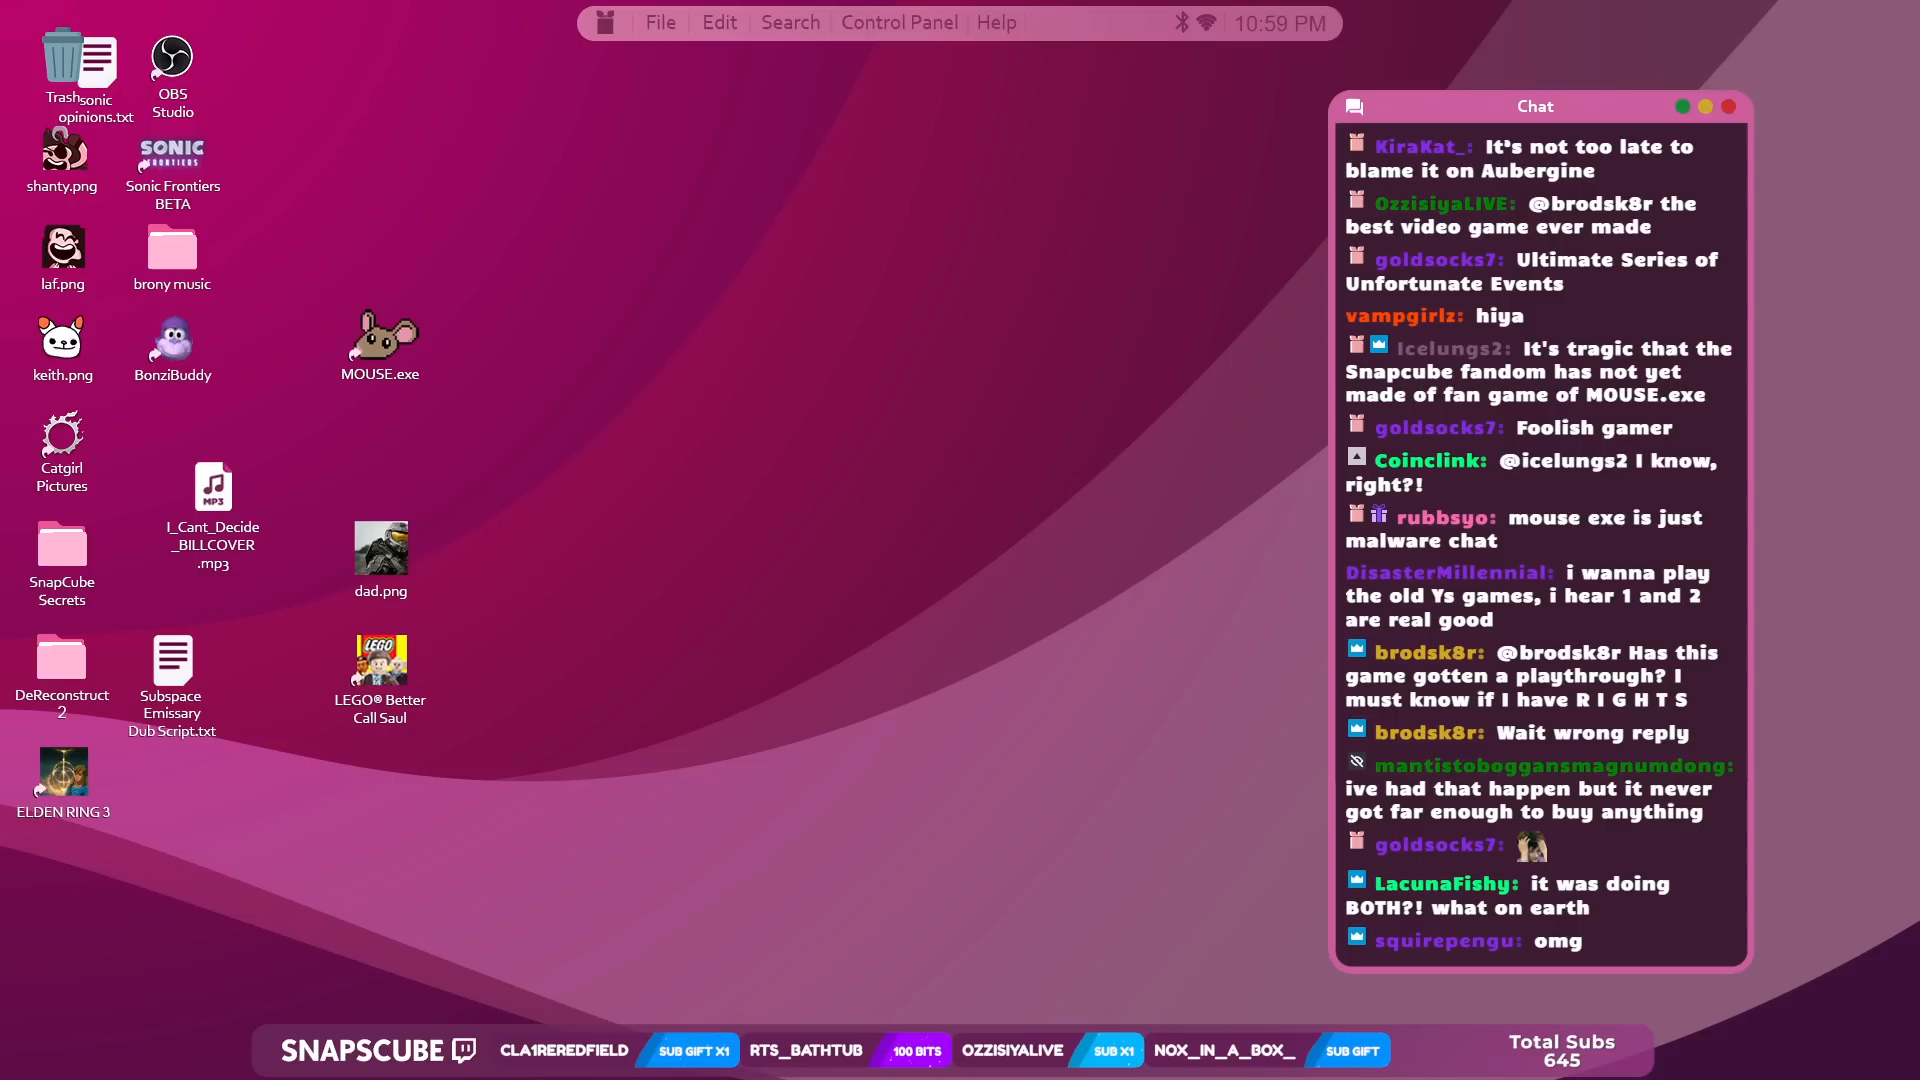 File Edit Search Control Panel Help 10:59 PM
Trash
sonic
opinions.txt
OBS
Studio
shanty.png
SONIC
FRONTIERS
Sonic Frontiers
BETA
laf.png
brony music
keith.png
BonziBuddy
MOUSE.exe
Catgirl
Pictures
MP3
I_Cant_Decide
_BILLCOVER
.mp3
SnapCube
Secrets
dad.png
DeReconstruct
2
Subspace
Emissary
Dub Script.txt
LEGO
LEGO® Better
Call Saul
ELDEN RING 3
Chat
KiraKat_: It's not too late to
blame it on Aubergine
OzzisiyaLIVE: @brodsk8r the
best video game ever made
goldsocks7: Ultimate Series of
Unfortunate Events
vampgirlz: hiya
Icelungs2: It's tragic that the
Snapcube fandom has not yet
made of fan game of MOUSE.exe
goldsocks7: Foolish gamer
Coinclink: @icelungs2 I know,
right?!
rubbsyo: mouse exe is just
malware chat
DisasterMillennial: i wanna play
the old Ys games, i hear 1 and 2
are real good
brodsk8r: @brodsk8r Has this
game gotten a playthrough? I
must know if I have R I G H T S
brodsk8r: Wait wrong reply
mantistoboggansmagnumdong:
ive had that happen but it never
got far enough to buy anything
goldsocks7:
LacunaFishy: it was doing
BOTH?! what on earth
squirepengu: omg
SNAPSCUBE CLA1REREDFIELD SUB GIFT X1 RTS_BATHTUB 100 BITS OZZISIYALIVE SUB X1 NOX_IN_A_BOX_ SUB GIFT
Total Subs
645